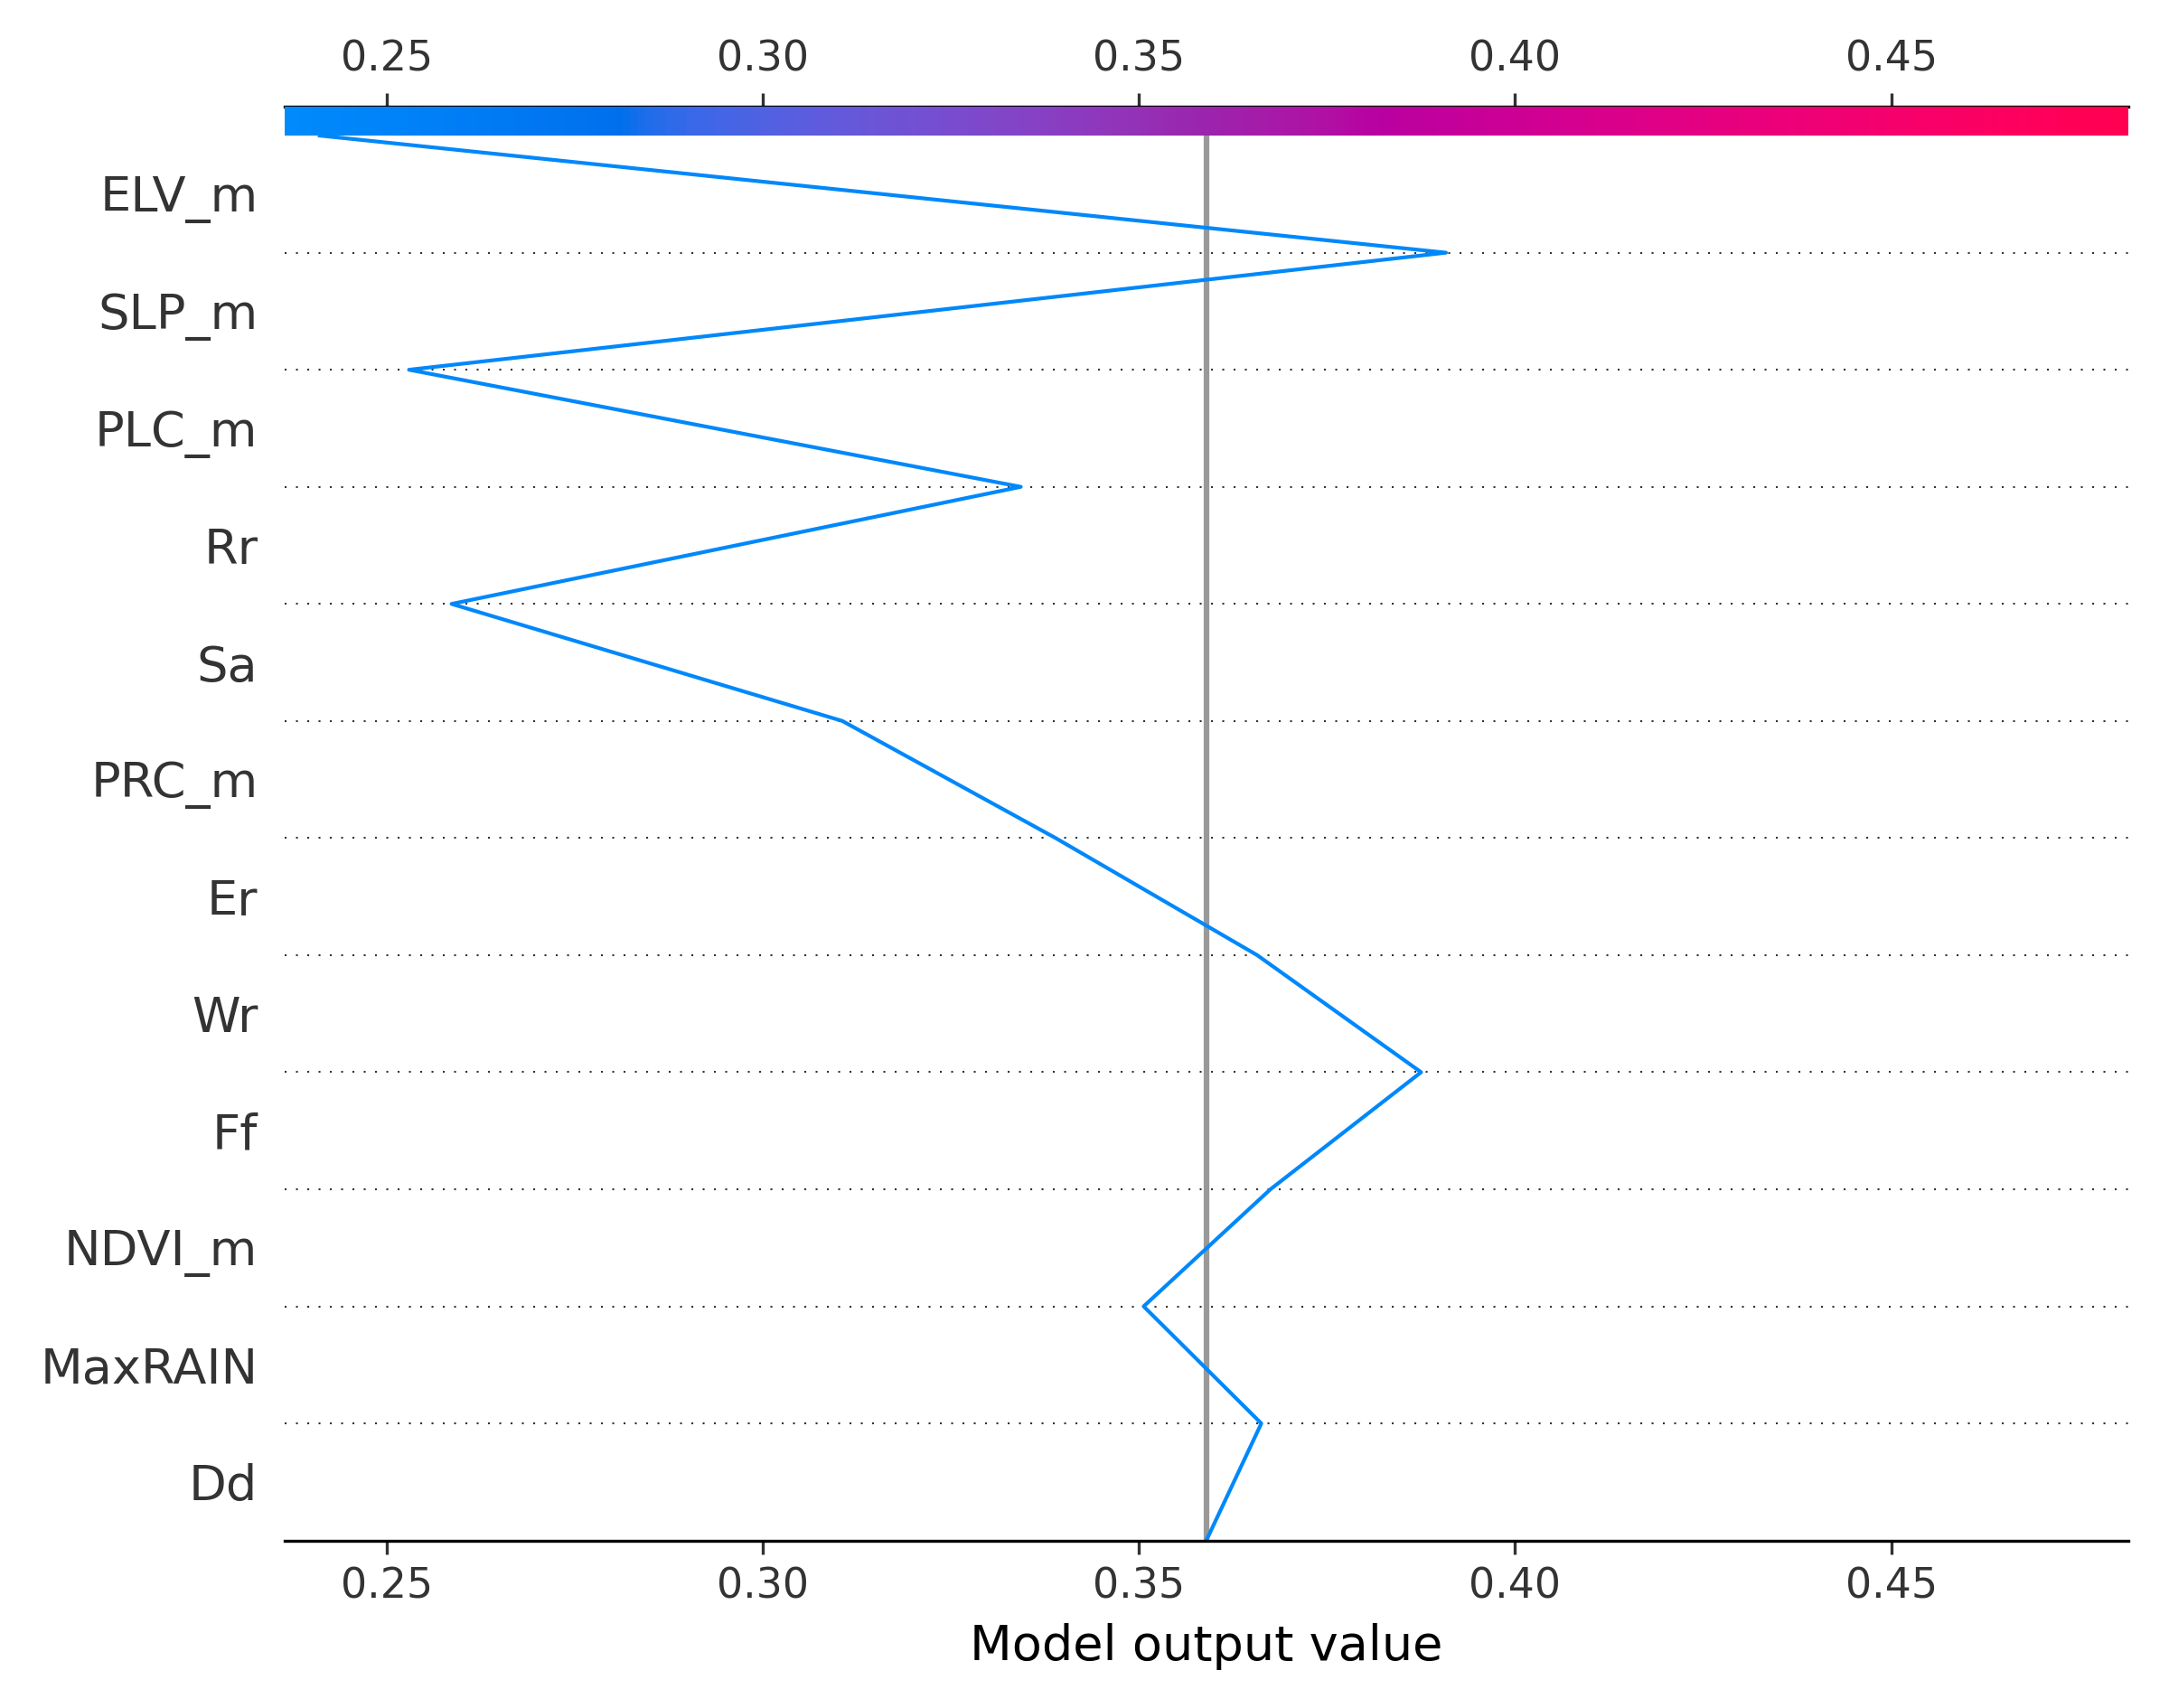 0.25 0.30 0.35 0.40 0.45
ELV_m
SLP_m
PLC_m
Rr
Sa
PRC_m
Er
Wr
Ff
NDVI_m
MaxRAIN
Dd
0.25 0.30 0.35 0.40 0.45
Model output value